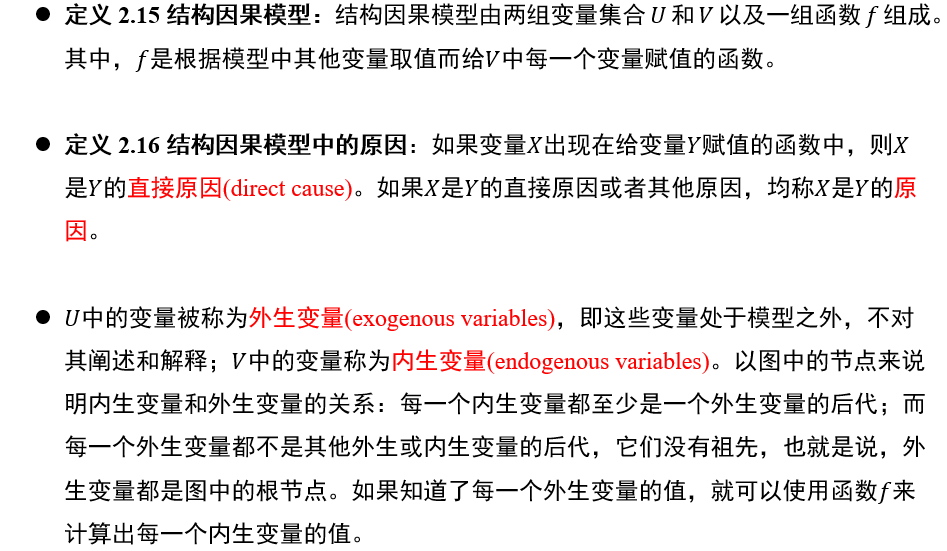 ● 定义 2.15 结构因果模型：结构因果模型由两组变量集合 U 和 V 以及一组函数 f 组成。
其中，f是根据模型中其他变量取值而给V中每一个变量赋值的函数。
● 定义 2.16 结构因果模型中的原因：如果变量X出现在给变量Y赋值的函数中，则X
是Y的直接原因(direct cause)。如果X是Y的直接原因或者其他原因，均称X是Y的原
因。
● U中的变量被称为外生变量(exogenous variables)，即这些变量处于模型之外，不对
其阐述和解释；V中的变量称为内生变量(endogenous variables)。以图中的节点来说
明内生变量和外生变量的关系：每一个内生变量都至少是一个外生变量的后代；而
每一个外生变量都不是其他外生或内生变量的后代，它们没有祖先，也就是说，外
生变量都是图中的根节点。如果知道了每一个外生变量的值，就可以使用函数f来
计算出每一个内生变量的值。